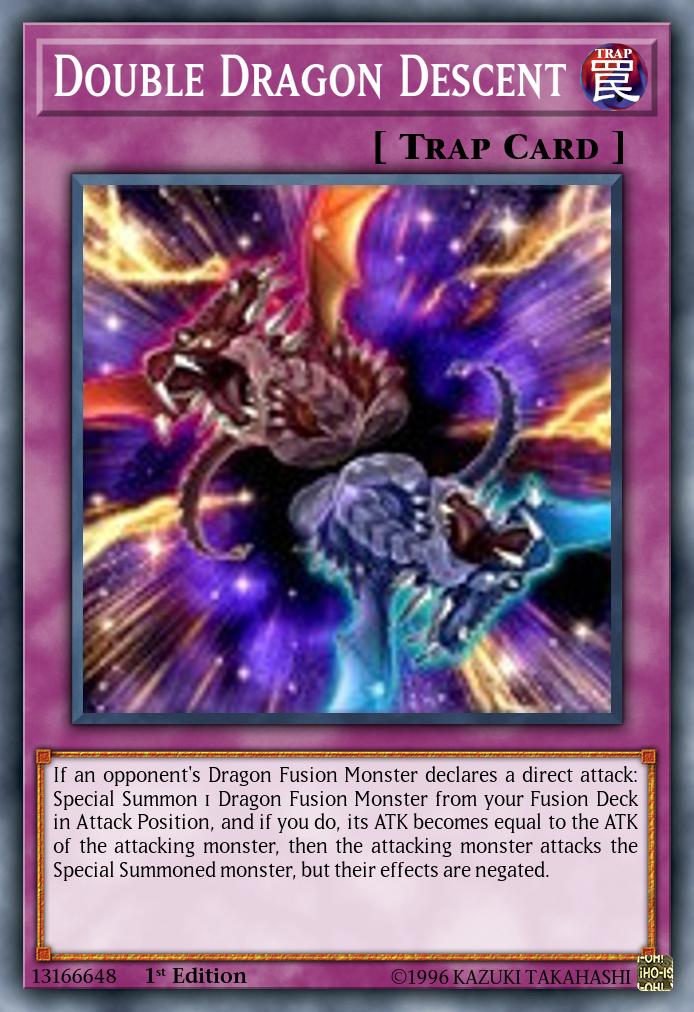 DOUBLE DRAGON DESCENT
TRAP
罠
[ TRAP CARD ]
If an opponent's Dragon Fusion Monster declares a direct attack:
Special Summon 1 Dragon Fusion Monster from your Fusion Deck
in Attack Position, and if you do, its ATK becomes equal to the ATK
of the attacking monster, then the attacking monster attacks the
Special Summoned monster, but their effects are negated.
13166648 1st Edition ©1996 KAZUKI TAKAHASHI